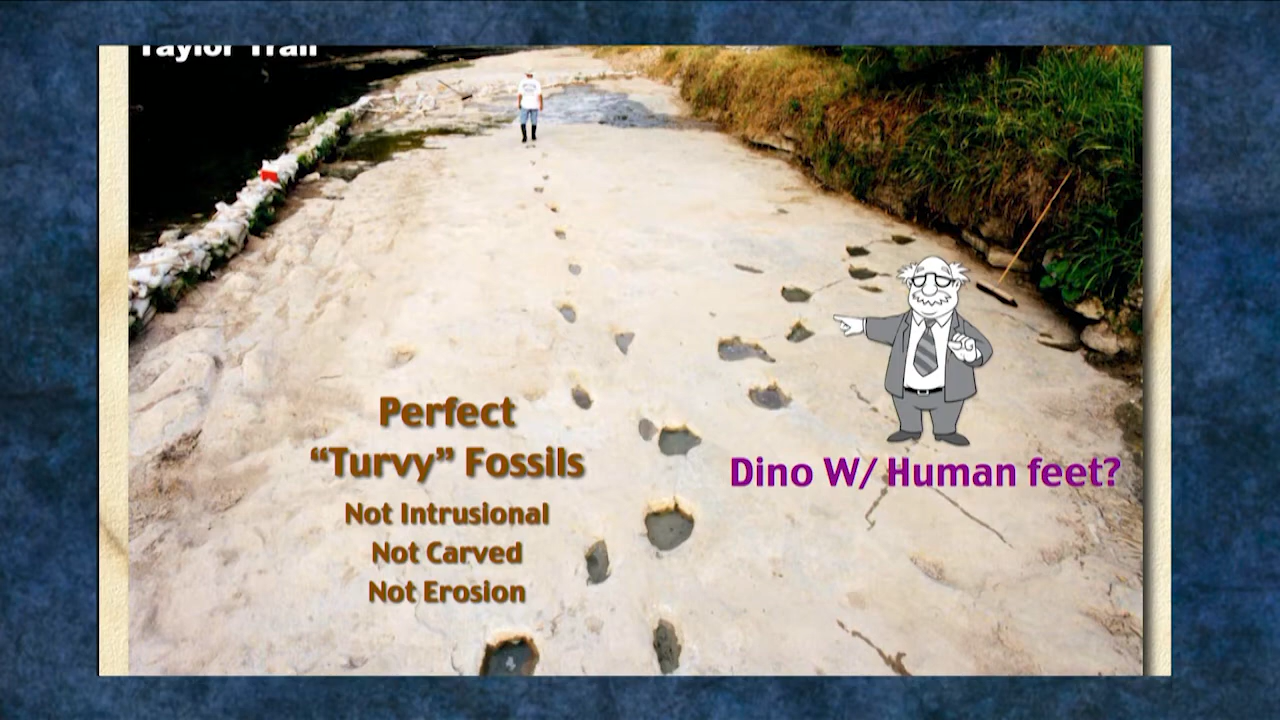 Taylor Trail
Perfect
“Turvy” Fossils
Not Intrusional
Not Carved
Not Erosion
Dino W/ Human feet?